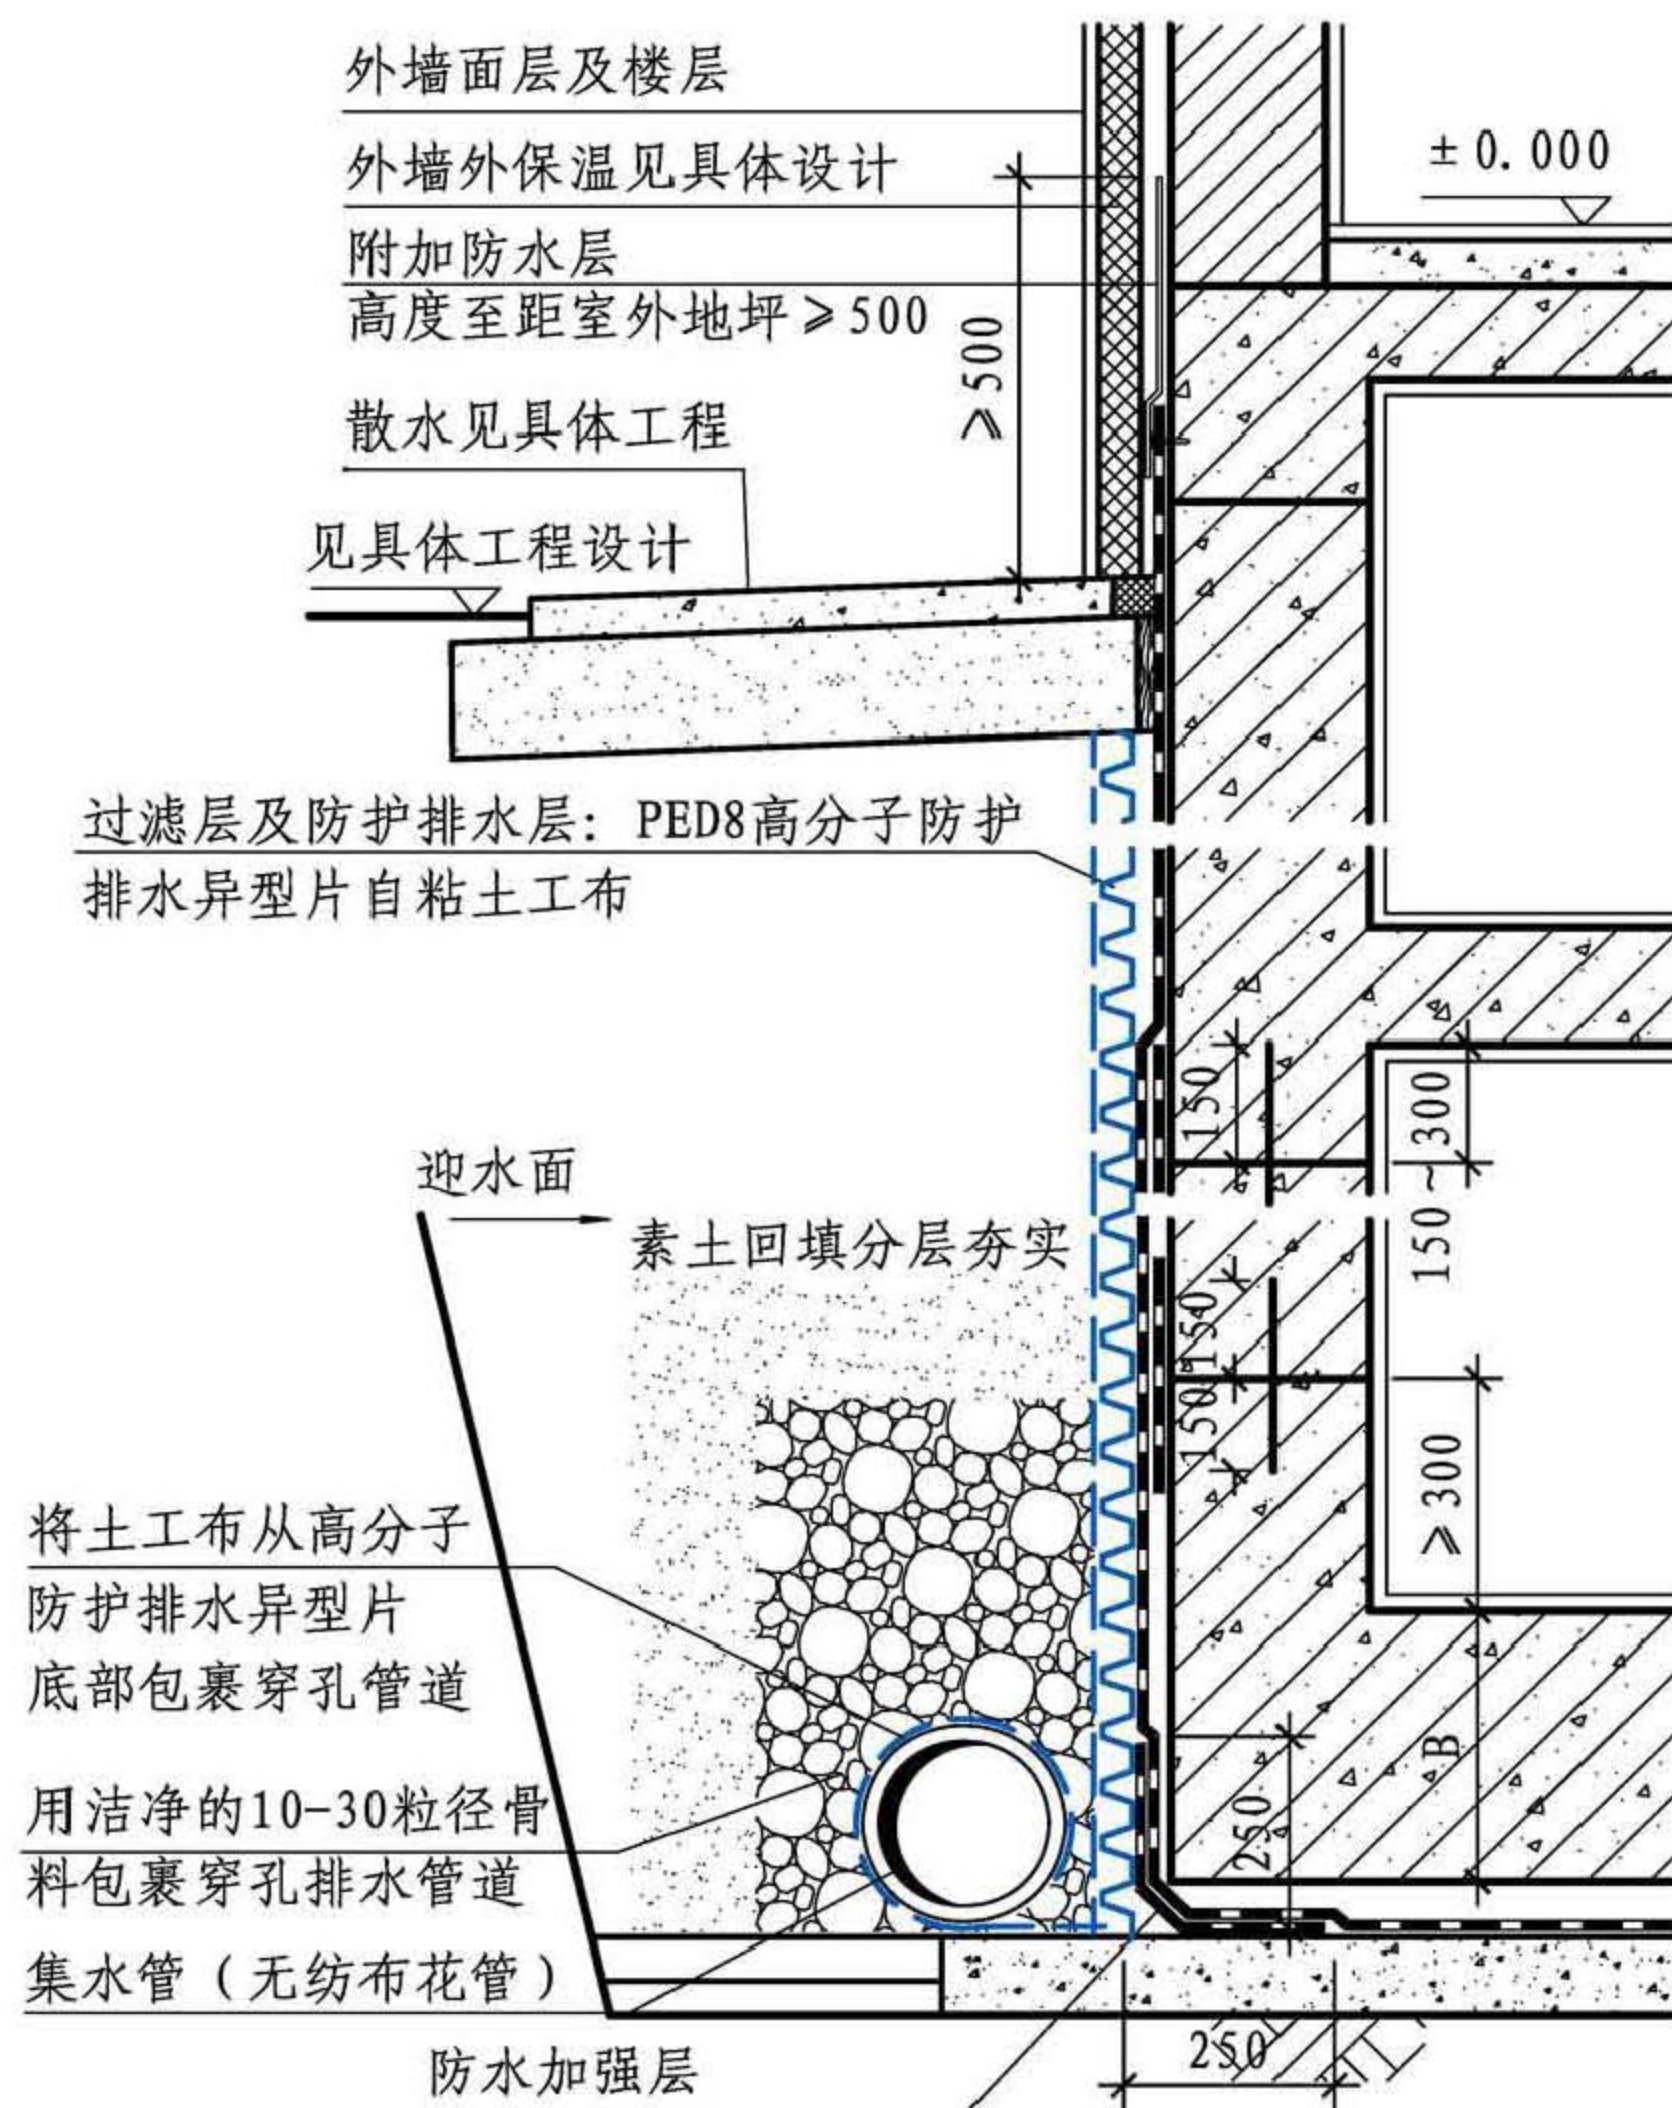 外墙面层及楼层
外墙外保温见具体设计
附加防水层
高度至距室外地坪≥500
≥500
±0.000
散水见具体工程
见具体工程设计
过滤层及防护排水层：PED8高分子防护
排水异型片自粘土工布
150
150~300
迎水面
素土回填分层夯实
150
150
≥300
将土工布从高分子
防护排水异型片
底部包裹穿孔管道
B
250
用洁净的10-30粒径骨
料包裹穿孔排水管道
集水管（无纺布花管）
250
防水加强层